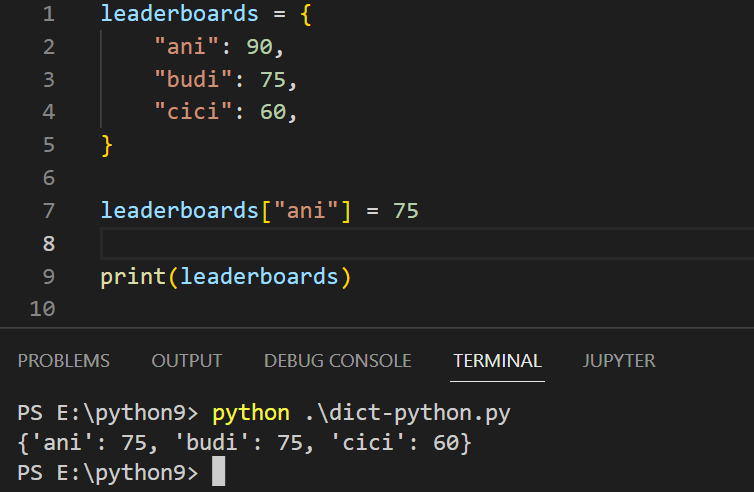 1 leaderboards = {
2     "ani": 90,
3     "budi": 75,
4     "cici": 60,
5 }
6
7 leaderboards["ani"] = 75
8
9 print(leaderboards)
10
PROBLEMS OUTPUT DEBUG CONSOLE TERMINAL JUPYTER
PS E:\python9> python .\dict-python.py
{'ani': 75, 'budi': 75, 'cici': 60}
PS E:\python9>